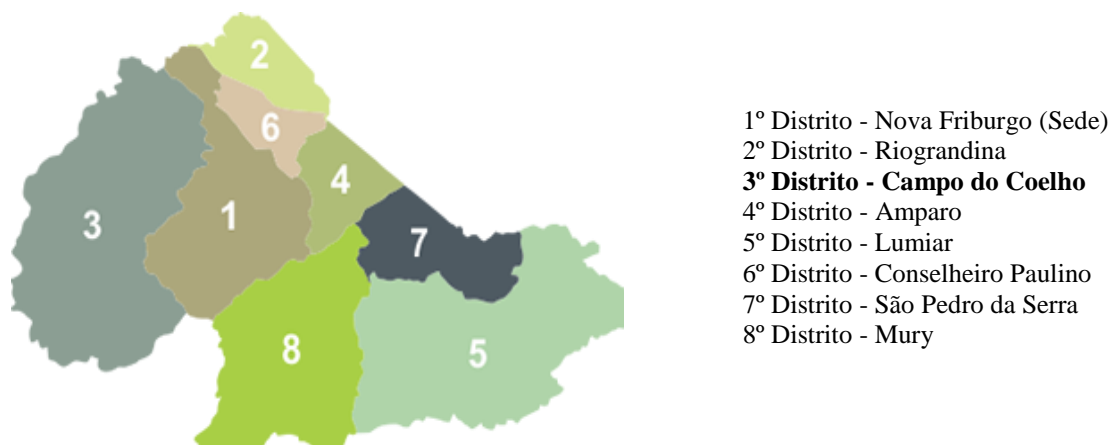 2
6
4
3
1
7
8
5
1º Distrito - Nova Friburgo (Sede)
2º Distrito - Riograndina
3º Distrito - Campo do Coelho
4º Distrito - Amparo
5º Distrito - Lumiar
6º Distrito - Conselheiro Paulino
7º Distrito - São Pedro da Serra
8º Distrito - Mury